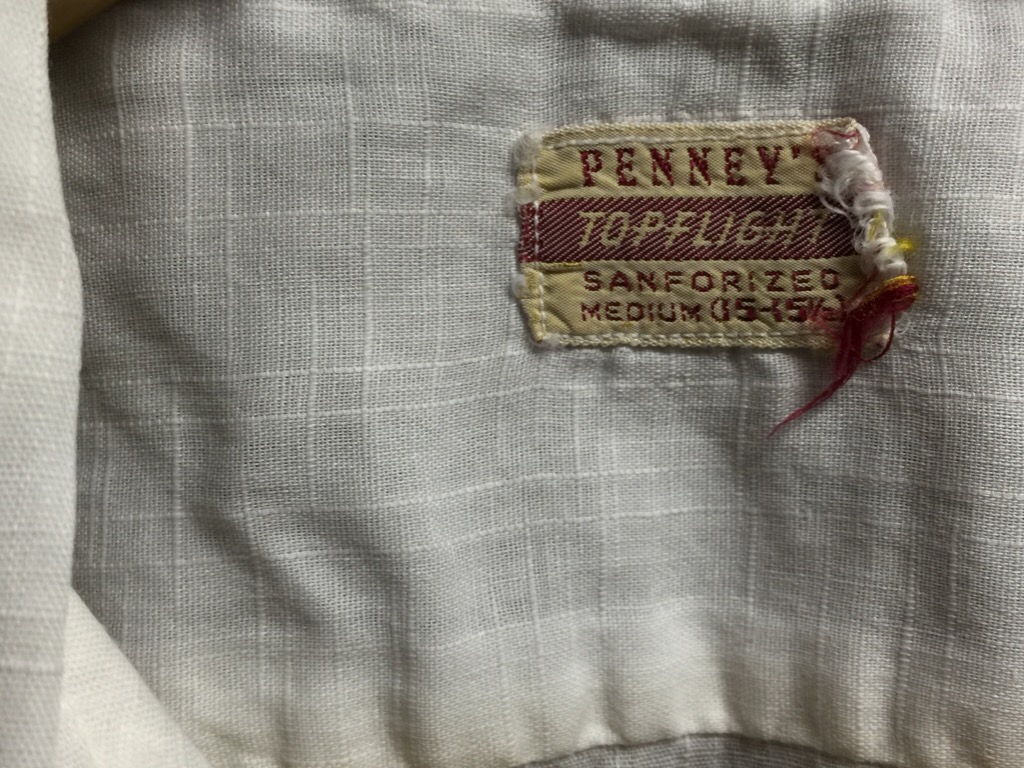 PENNEY'S
TOPFLIGHT
SANFORIZED
MEDIUM (15-15½)